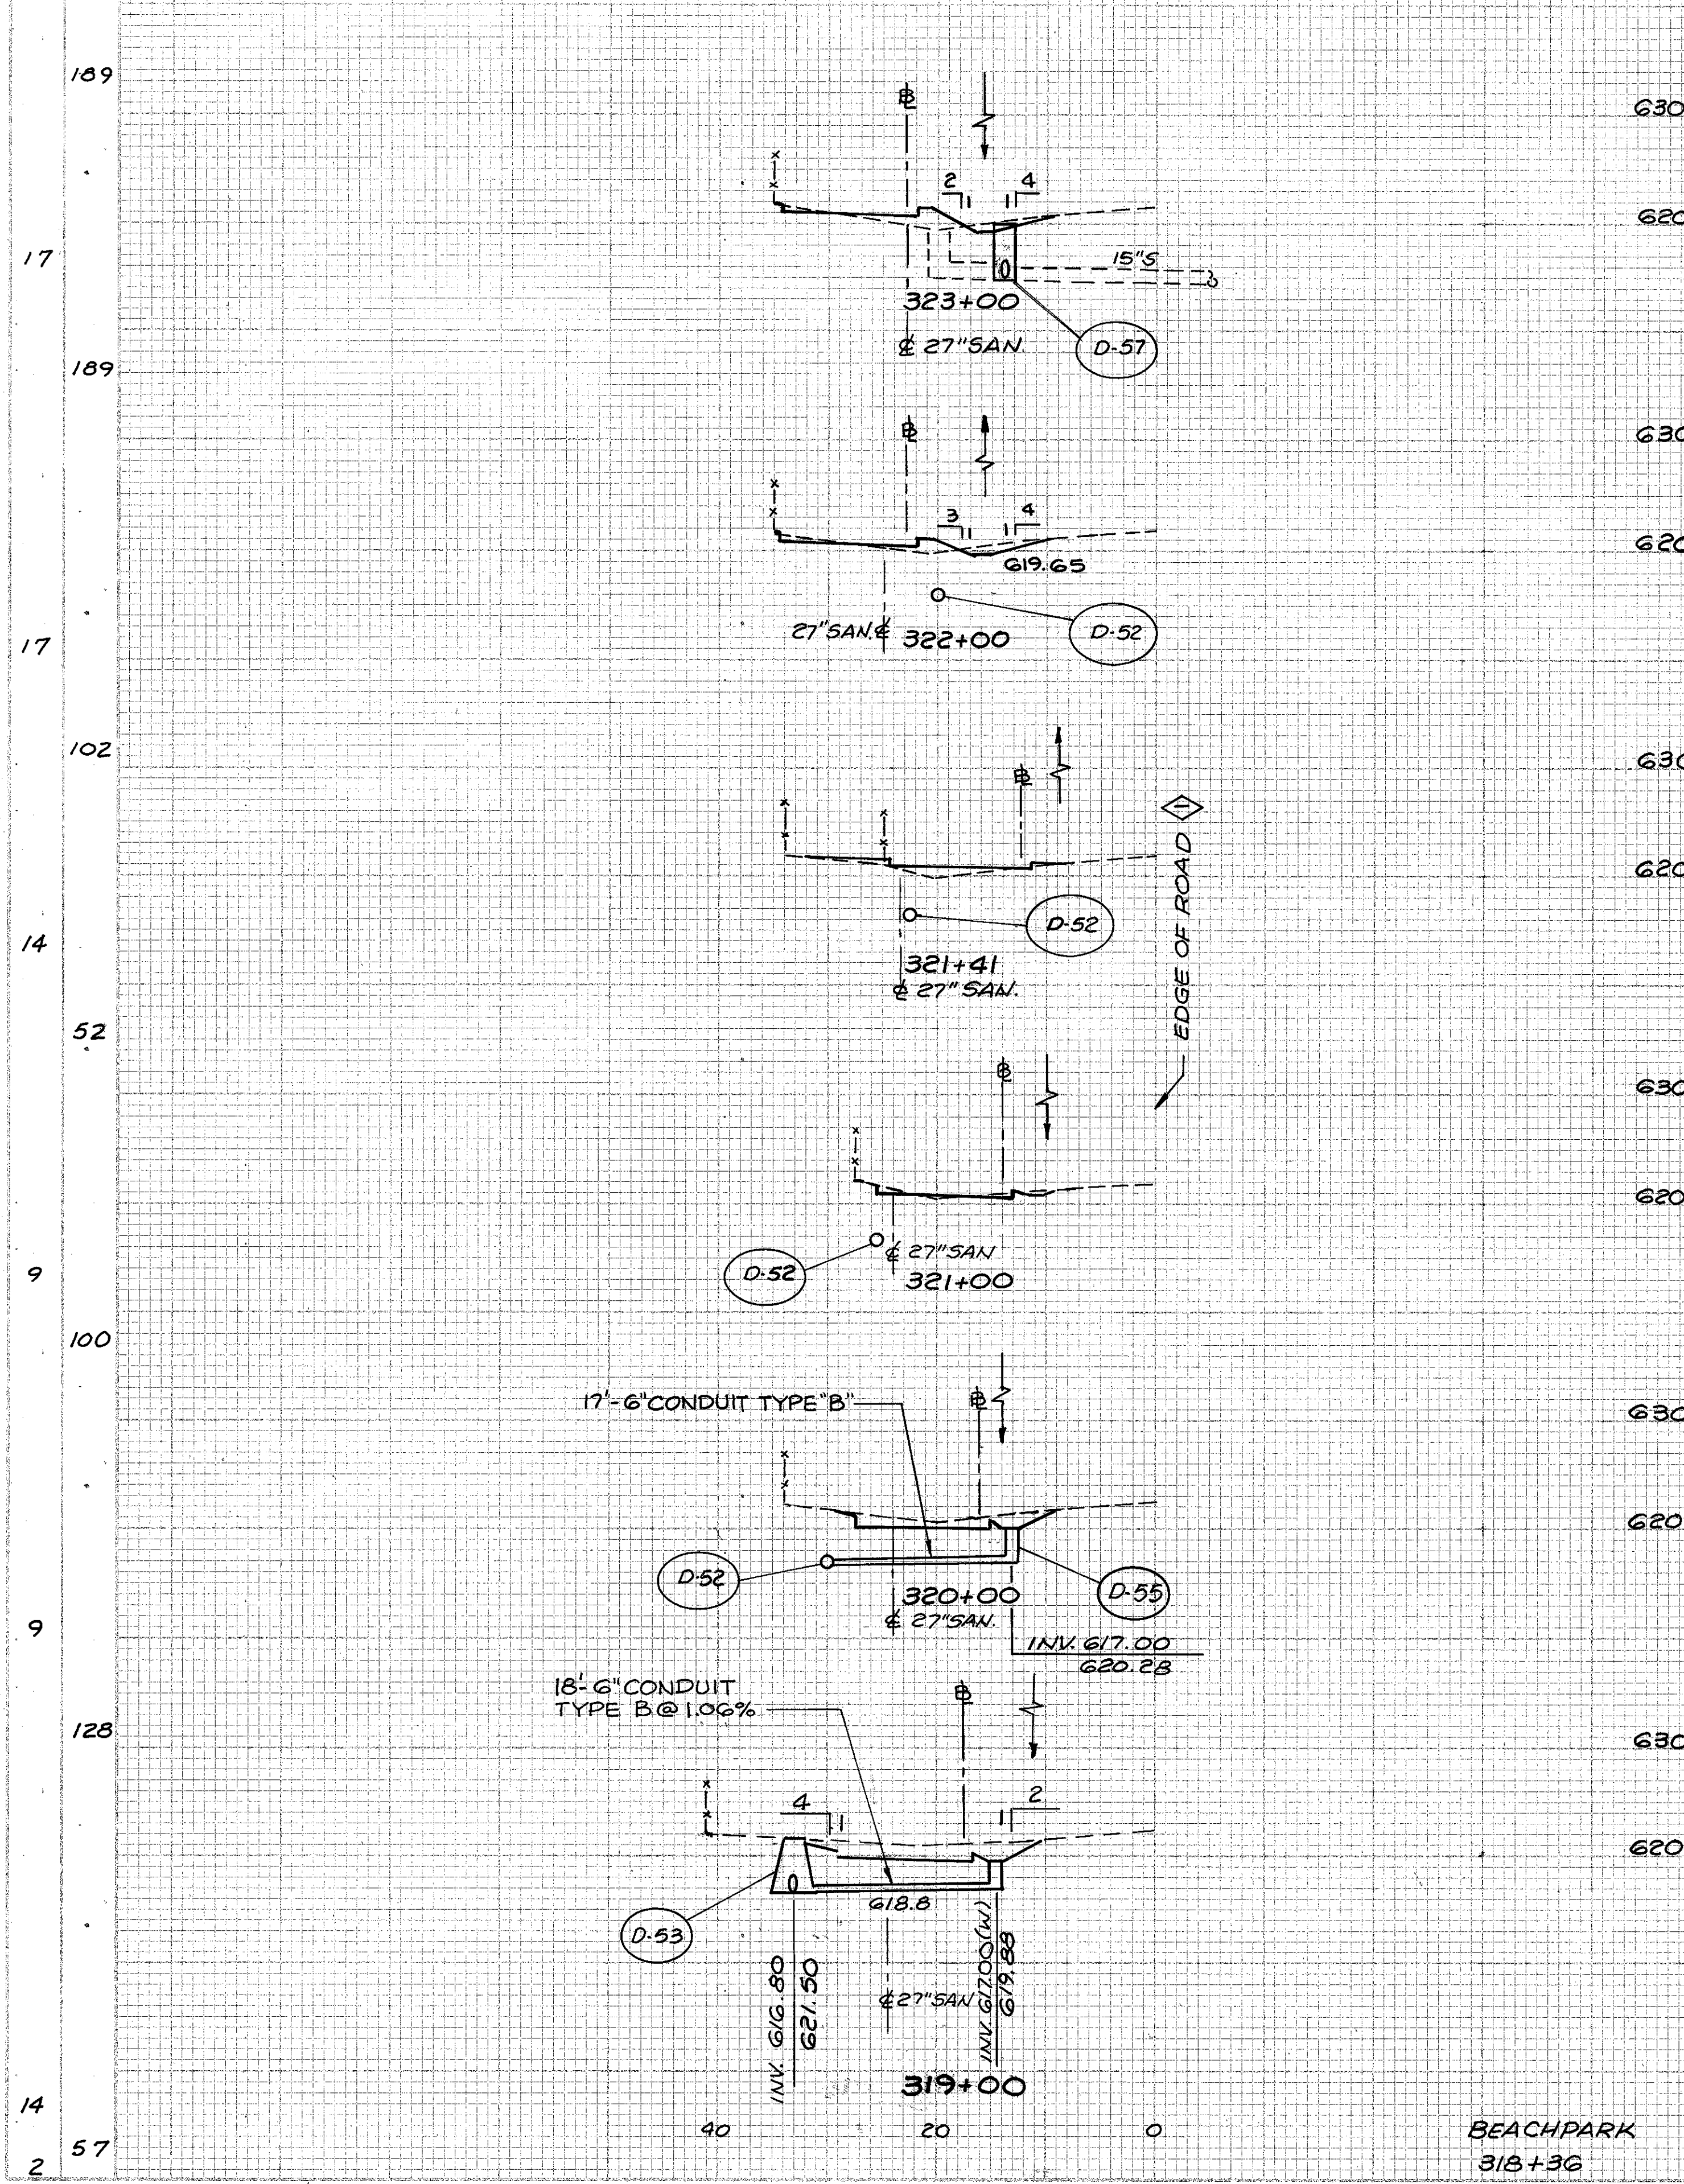 189
630
2
4
620
17
15"S
323+00
℄ 27" SAN.
D-57
189
630
3
4
620
619.65
27" SAN. ℄
322+00
D-52
17
102
630
EDGE OF ROAD
1
620
D-52
14
321+41
℄ 27" SAN.
52
630
620
℄ 27" SAN
D-52
321+00
9
100
17'-6" CONDUIT TYPE "B"
630
620
D-52
320+00
D-55
℄ 27" SAN.
9
INV. 617.00
620.28
18'-6" CONDUIT
TYPE B @ 1.06%
128
630
4
2
620
618.8
D-53
INV. 616.80
621.50
℄ 27" SAN
INV. 617.00 (W)
619.88
319+00
14
40
20
0
BEACHPARK
57
318+36
2